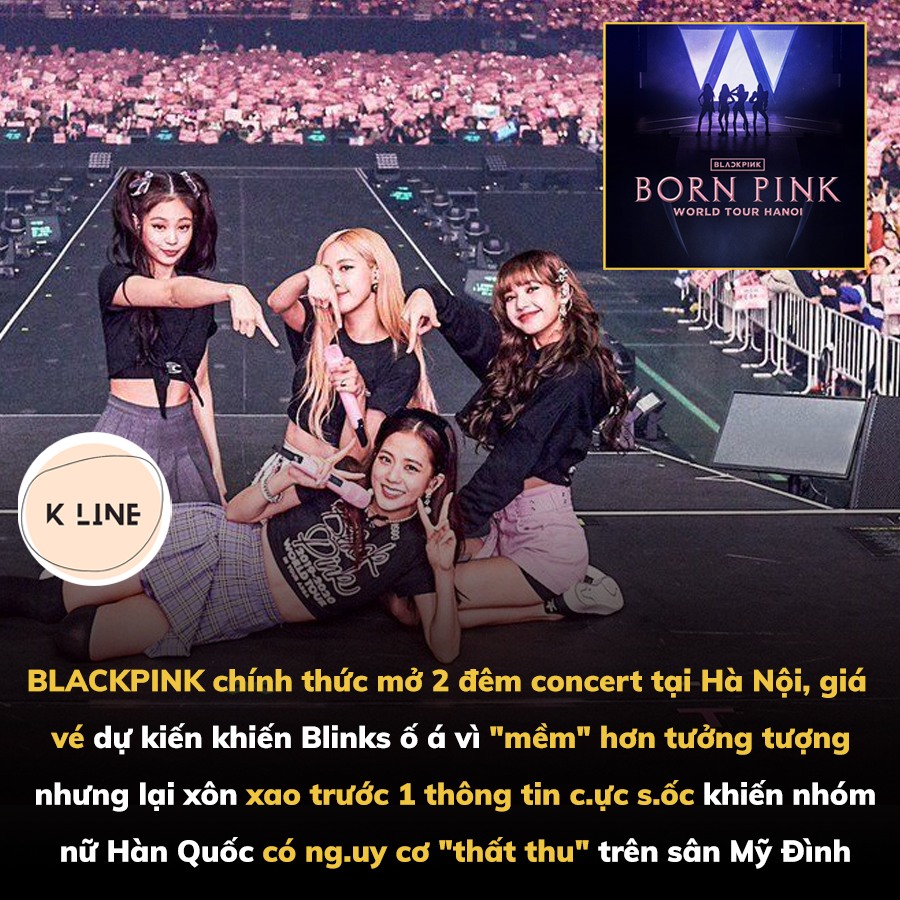 BLACKPINK
BORN PINK
WORLD TOUR HANOI
K LINE
BLACKPINK chính thức mở 2 đêm concert tại Hà Nội, giá
vé dự kiến khiến Blinks ố á vì "mềm" hơn tưởng tượng
nhưng lại xôn xao trước 1 thông tin c.ực s.ốc khiến nhóm
nữ Hàn Quốc có ng.uy cơ "thất thu" trên sân Mỹ Đình